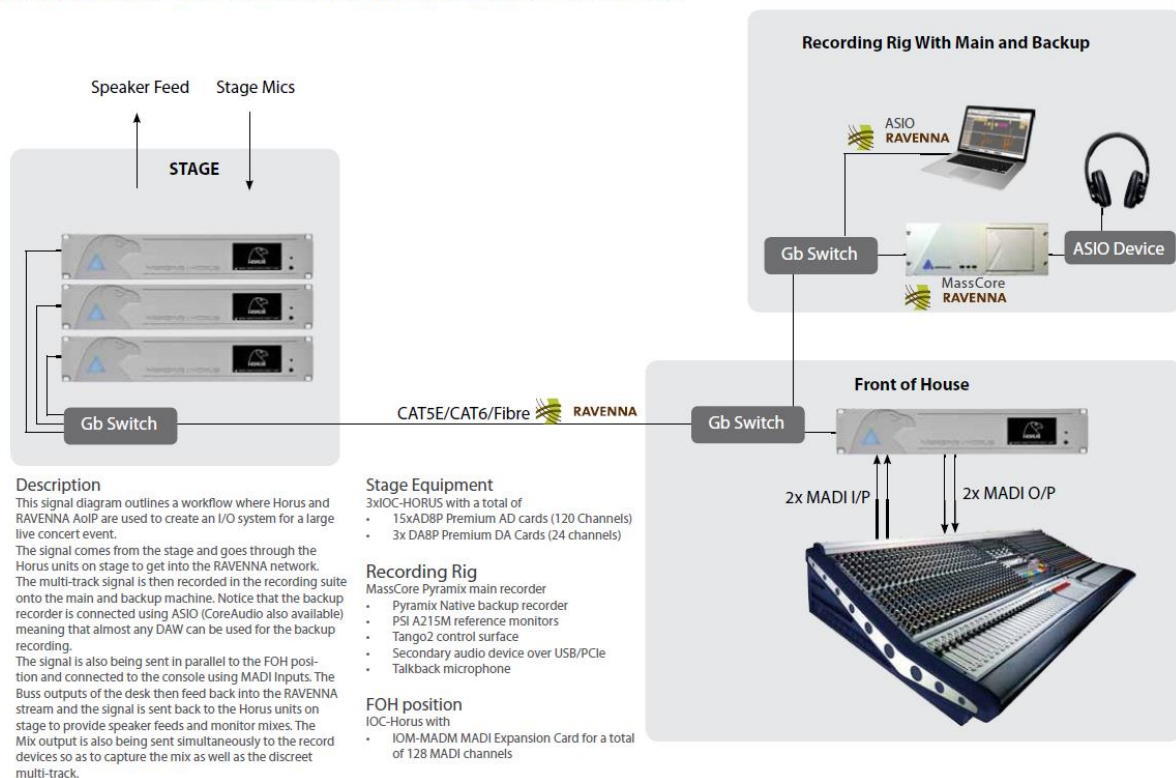 Recording Rig With Main and Backup
Speaker Feed Stage Mics
STAGE
ASIO
RAVENNA
Gb Switch
ASIO Device
MassCore
RAVENNA
HORUS
HORUS
HORUS
Gb Switch
CAT5E/CAT6/Fibre RAVENNA
Gb Switch
Front of House
HORUS
2x MADI I/P
2x MADI O/P
Description
This signal diagram outlines a workflow where Horus and
RAVENNA AoIP are used to create an I/O system for a large
live concert event.
The signal comes from the stage and goes through the
Horus units on stage to get into the RAVENNA network.
The multi-track signal is then recorded in the recording suite
onto the main and backup machine. Notice that the backup
recorder is connected using ASIO (CoreAudio also available)
meaning that almost any DAW can be used for the backup
recording.
The signal is also being sent in parallel to the FOH posi-
tion and connected to the console using MADI Inputs. The
Buss outputs of the desk then feed back into the RAVENNA
stream and the signal is sent back to the Horus units on
stage to provide speaker feeds and monitor mixes. The
Mix output is also being sent simultaneously to the record
devices so as to capture the mix as well as the discreet
multi-track.
Stage Equipment
3xIOC-HORUS with a total of
• 15xAD8P Premium AD cards (120 Channels)
• 3x DA8P Premium DA Cards (24 channels)
Recording Rig
MassCore Pyramix main recorder
• Pyramix Native backup recorder
• PSI A215M reference monitors
• Tango2 control surface
• Secondary audio device over USB/PCIe
• Talkback microphone
FOH position
IOC-Horus with
• IOM-MADM MADI Expansion Card for a total
of 128 MADI channels